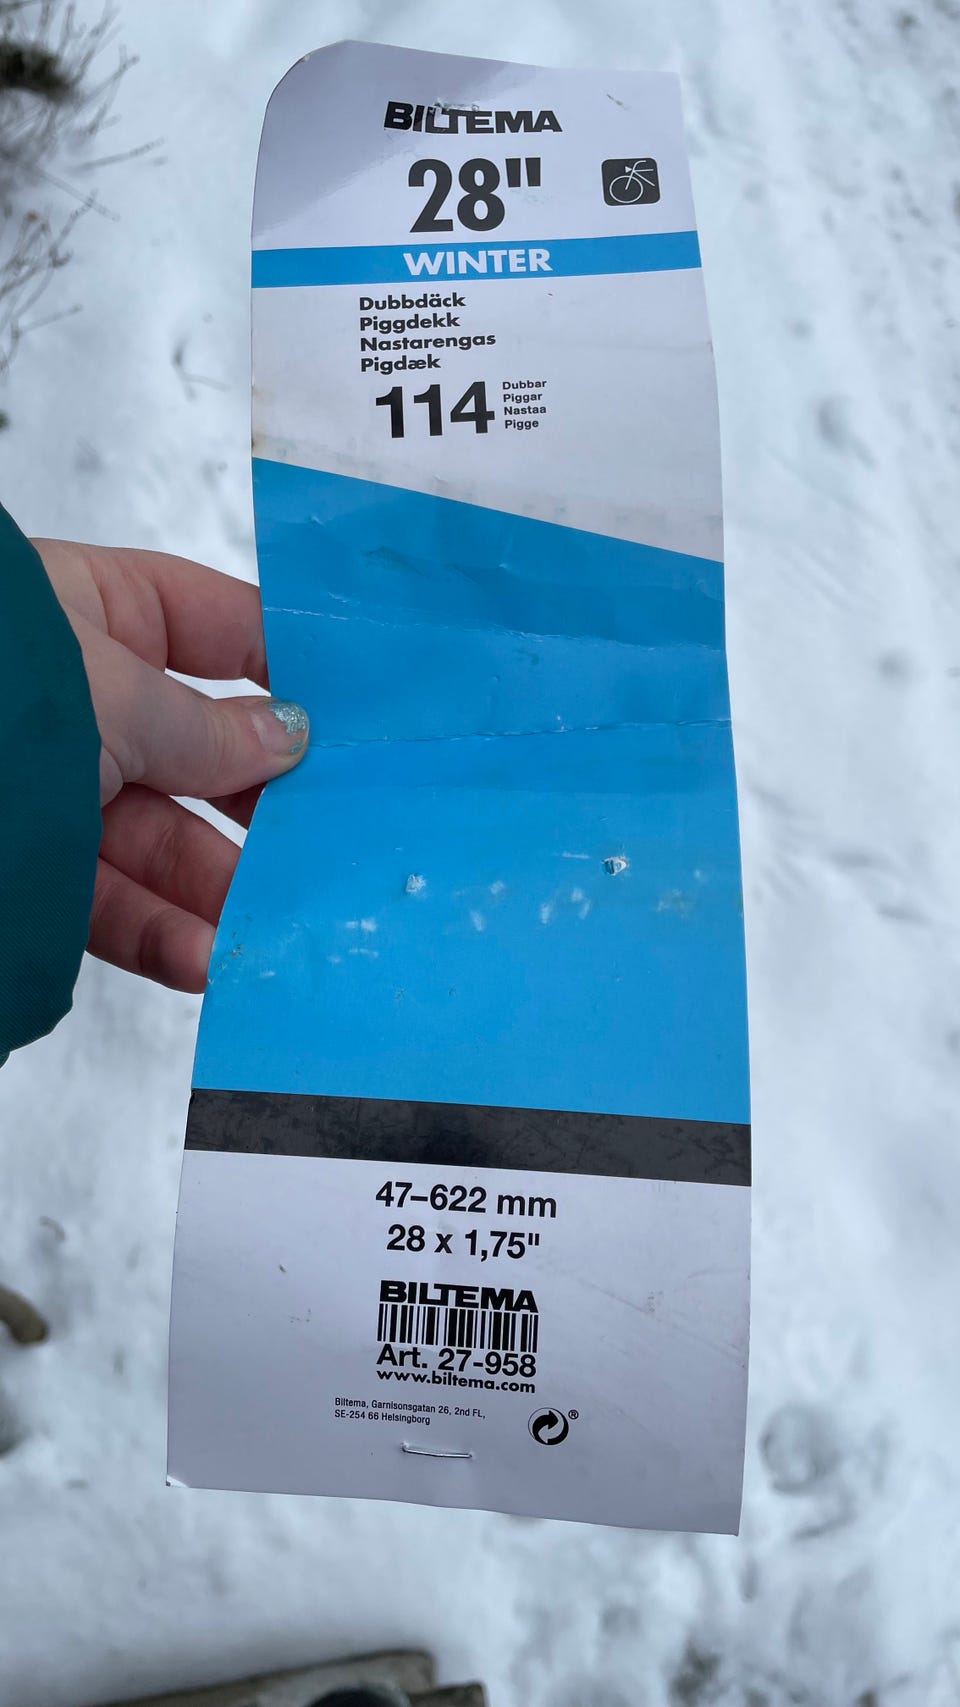 BILTEMA
28"
WINTER
Dubbdäck
Piggdekk
Nastarengas
Pigdæk
114
Dubbar
Piggar
Nastaa
Pigge
47–622 mm
28 x 1,75"
BILTEMA
Art. 27-958
www.biltema.com
Biltema, Garnisonsgatan 26, 2nd FL,
SE-254 66 Helsingborg
®